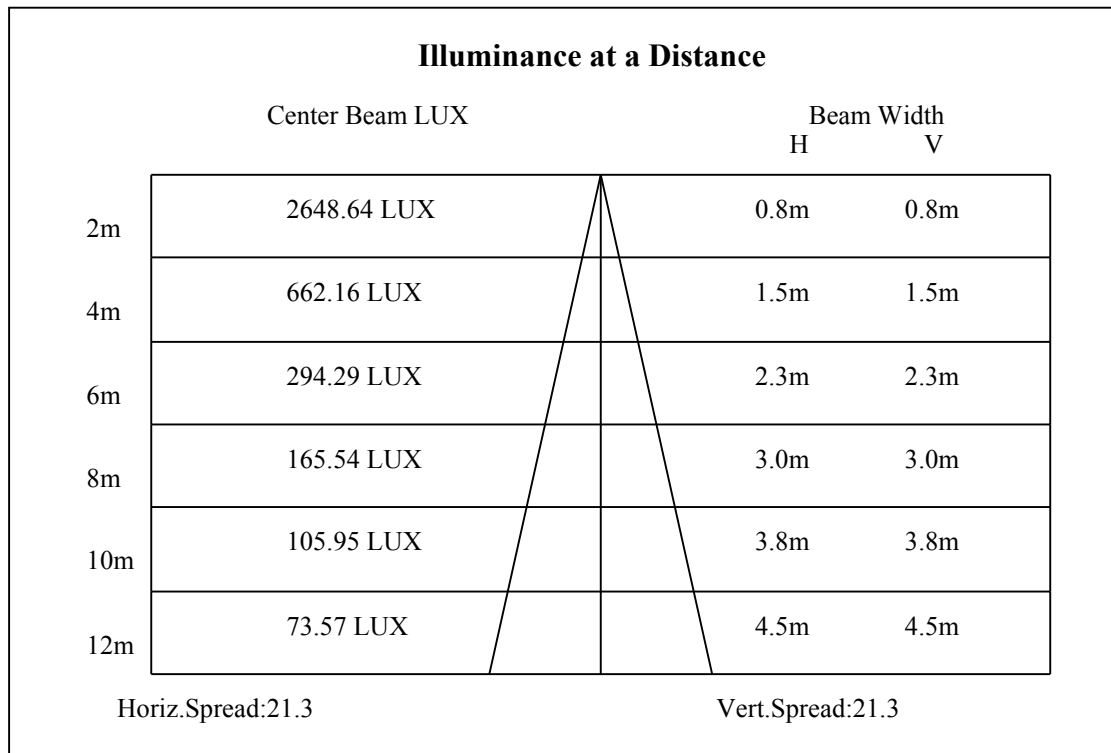 Illuminance at a Distance
Center Beam LUX Beam Width
H V
2m 2648.64 LUX 0.8m 0.8m
4m 662.16 LUX 1.5m 1.5m
6m 294.29 LUX 2.3m 2.3m
8m 165.54 LUX 3.0m 3.0m
10m 105.95 LUX 3.8m 3.8m
12m 73.57 LUX 4.5m 4.5m
Horiz.Spread:21.3 Vert.Spread:21.3